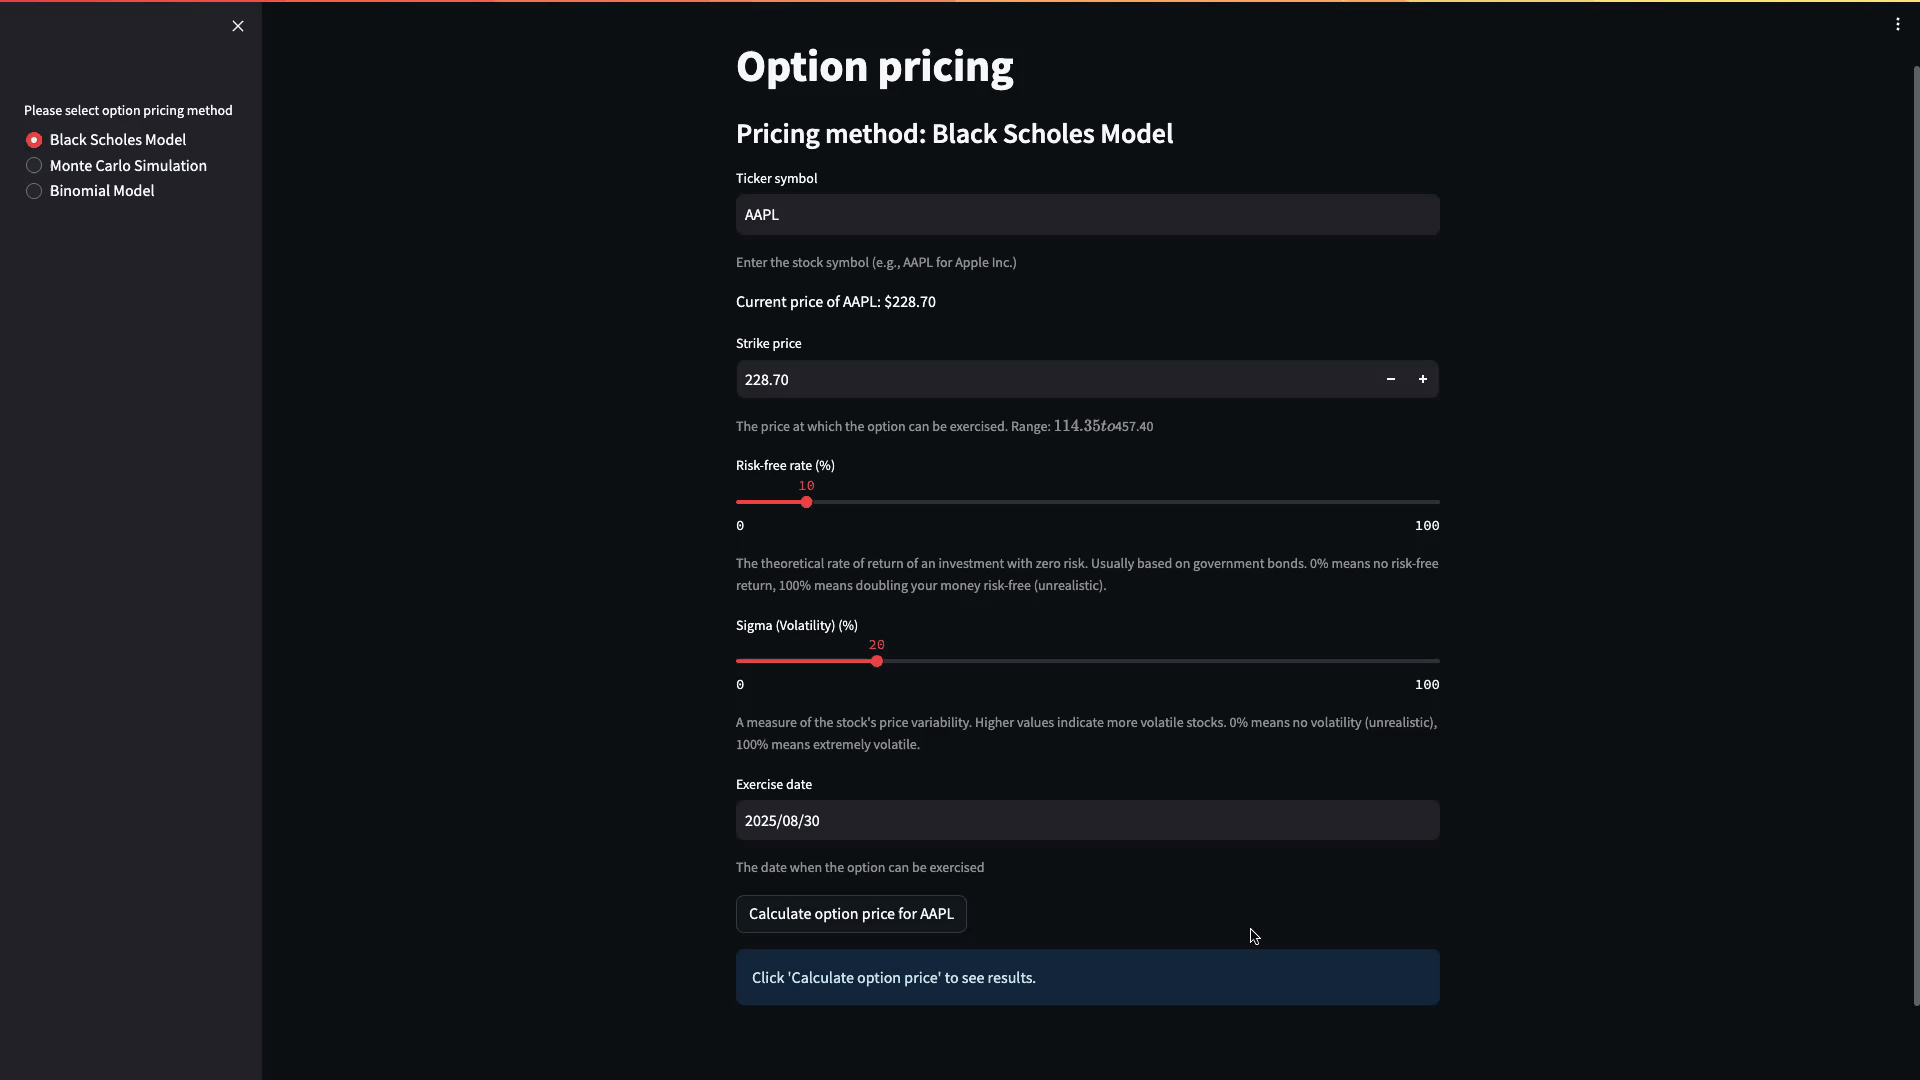 Please select option pricing method
Black Scholes Model
Monte Carlo Simulation
Binomial Model
Option pricing
Pricing method: Black Scholes Model
Ticker symbol
AAPL
Enter the stock symbol (e.g., AAPL for Apple Inc.)
Current price of AAPL: $228.70
Strike price
228.70
The price at which the option can be exercised. Range: 114.35to457.40
Risk-free rate (%)
10
0 100
The theoretical rate of return of an investment with zero risk. Usually based on government bonds. 0% means no risk-free
return, 100% means doubling your money risk-free (unrealistic).
Sigma (Volatility) (%)
20
0 100
A measure of the stock's price variability. Higher values indicate more volatile stocks. 0% means no volatility (unrealistic),
100% means extremely volatile.
Exercise date
2025/08/30
The date when the option can be exercised
Calculate option price for AAPL
Click 'Calculate option price' to see results.